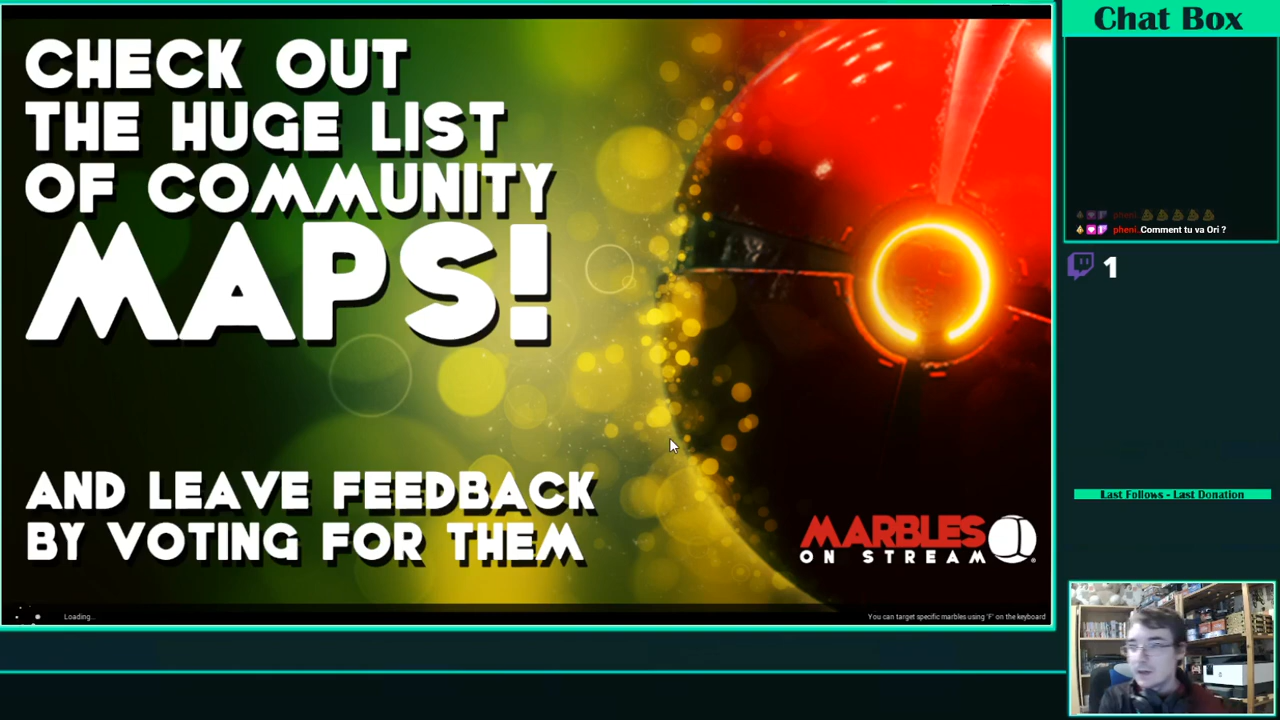 CHECK OUT
THE HUGE LIST
OF COMMUNITY
MAPS!
AND LEAVE FEEDBACK
BY VOTING FOR THEM
MARBLES
ON STREAM
Loading...
You can target specific marbles using 'F' on the keyboard
Chat Box
pheni:
pheni: Comment tu va Ori ?
1
Last Follows - Last Donation